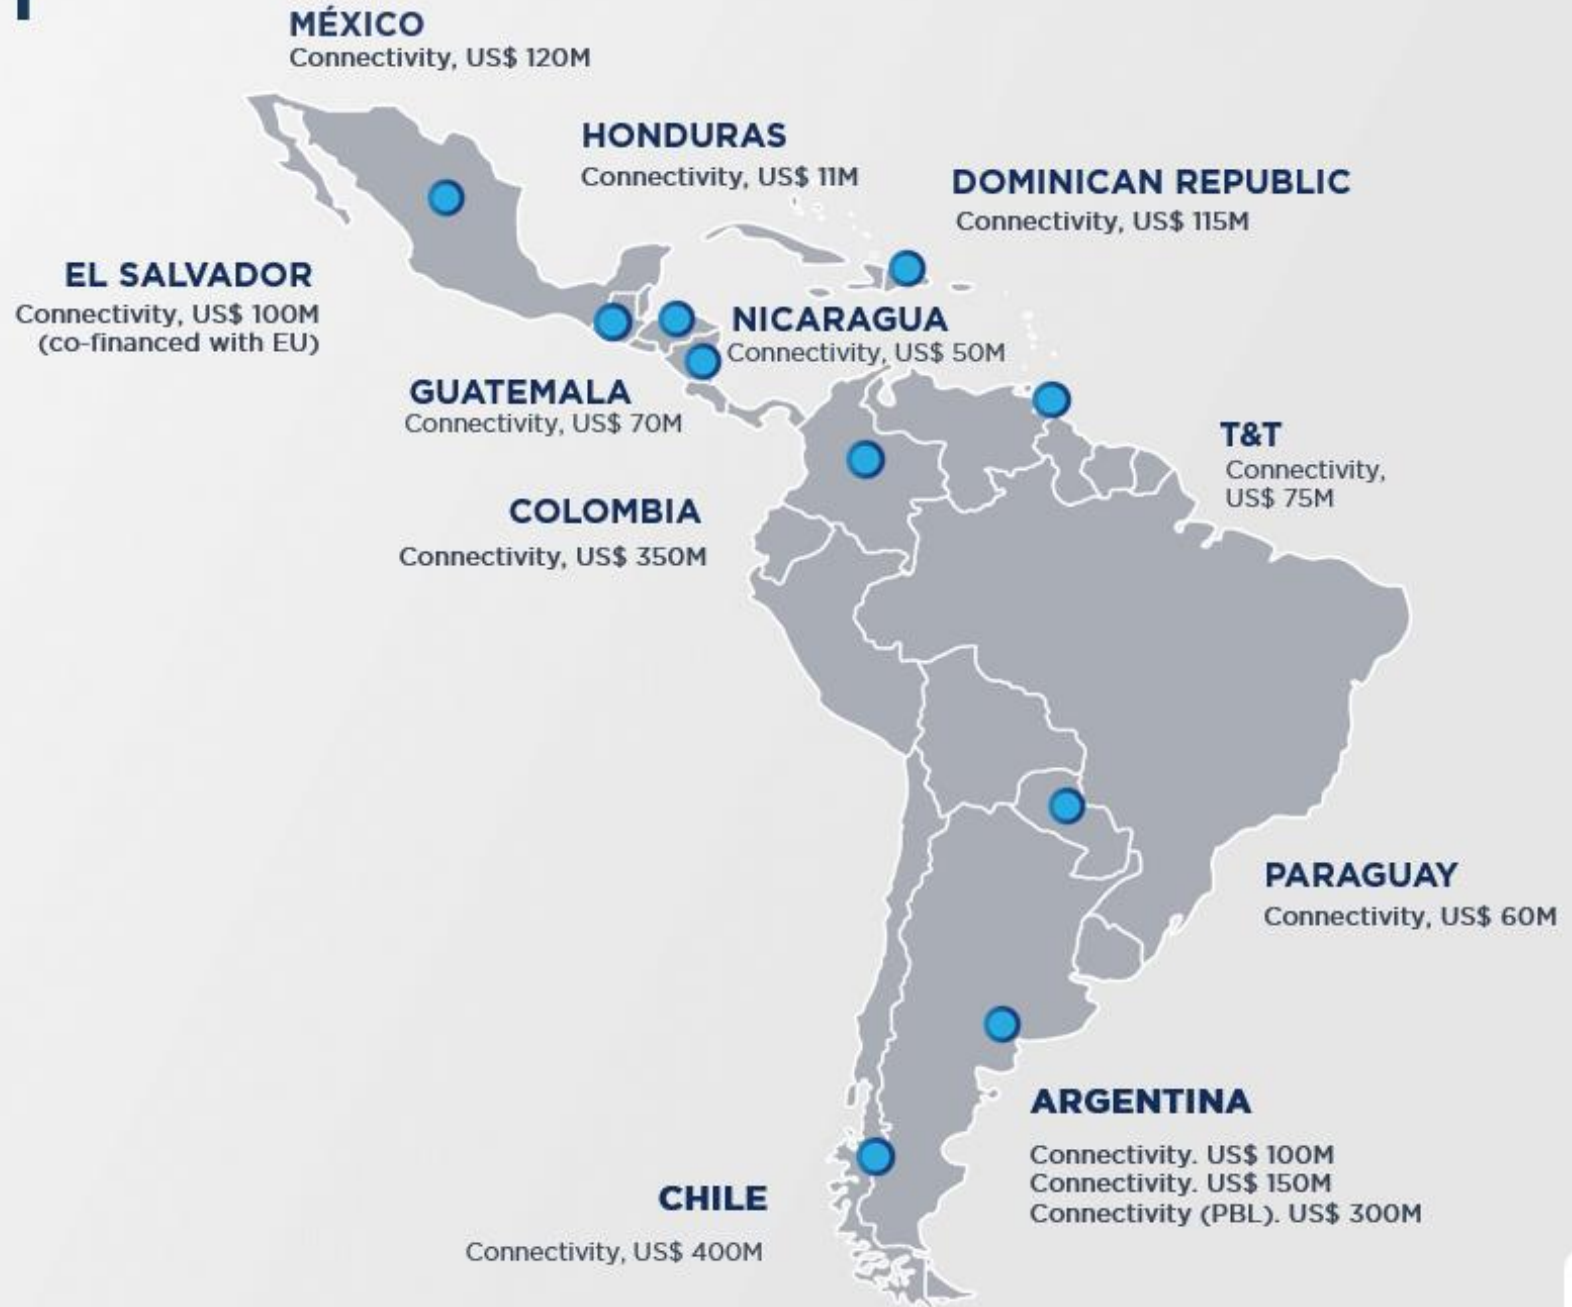 MÉXICO
Connectivity, US$ 120M
HONDURAS
Connectivity, US$ 11M
DOMINICAN REPUBLIC
Connectivity, US$ 115M
EL SALVADOR
Connectivity, US$ 100M
(co-financed with EU)
NICARAGUA
Connectivity, US$ 50M
GUATEMALA
Connectivity, US$ 70M
T&T
Connectivity,
US$ 75M
COLOMBIA
Connectivity, US$ 350M
PARAGUAY
Connectivity, US$ 60M
ARGENTINA
Connectivity. US$ 100M
Connectivity. US$ 150M
Connectivity (PBL). US$ 300M
CHILE
Connectivity, US$ 400M